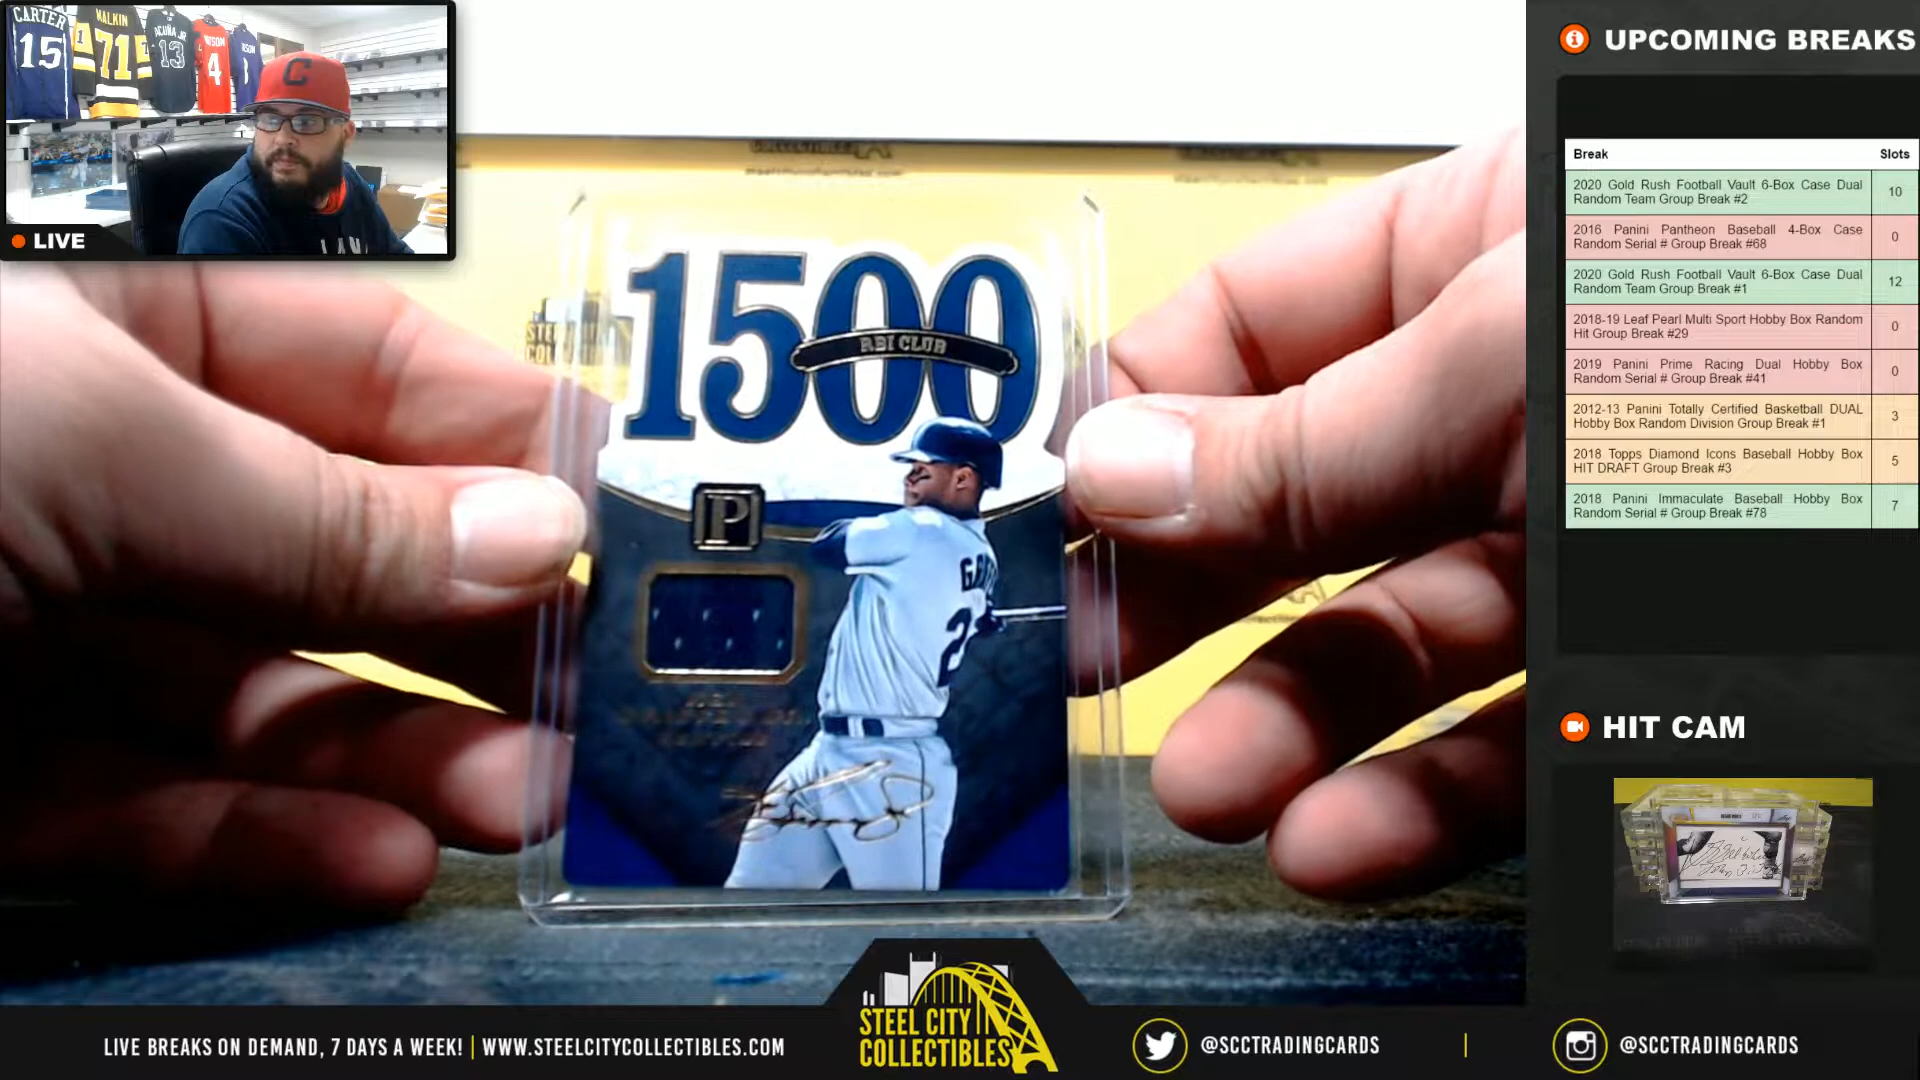 CARTER
15
MALKIN
71
ACUÑA JR
13
4
C
LIVE
1500
RBI CLUB
P
2
UPCOMING BREAKS
Break Slots
2020 Gold Rush Football Vault 6-Box Case Dual
Random Team Group Break #2
10
2016 Panini Pantheon Baseball 4-Box Case
Random Serial # Group Break #68
0
2020 Gold Rush Football Vault 6-Box Case Dual
Random Team Group Break #1
12
2018-19 Leaf Pearl Multi Sport Hobby Box Random
Hit Group Break #29
0
2019 Panini Prime Racing Dual Hobby Box
Random Serial # Group Break #41
0
2012-13 Panini Totally Certified Basketball DUAL
Hobby Box Random Division Group Break #1
3
2018 Topps Diamond Icons Baseball Hobby Box
HIT DRAFT Group Break #3
5
2018 Panini Immaculate Baseball Hobby Box
Random Serial # Group Break #78
7
HIT CAM
STEEL CITY
COLLECTIBLES
LIVE BREAKS ON DEMAND, 7 DAYS A WEEK! | WWW.STEELCITYCOLLECTIBLES.COM
@SCCTRADINGCARDS
@SCCTRADINGCARDS